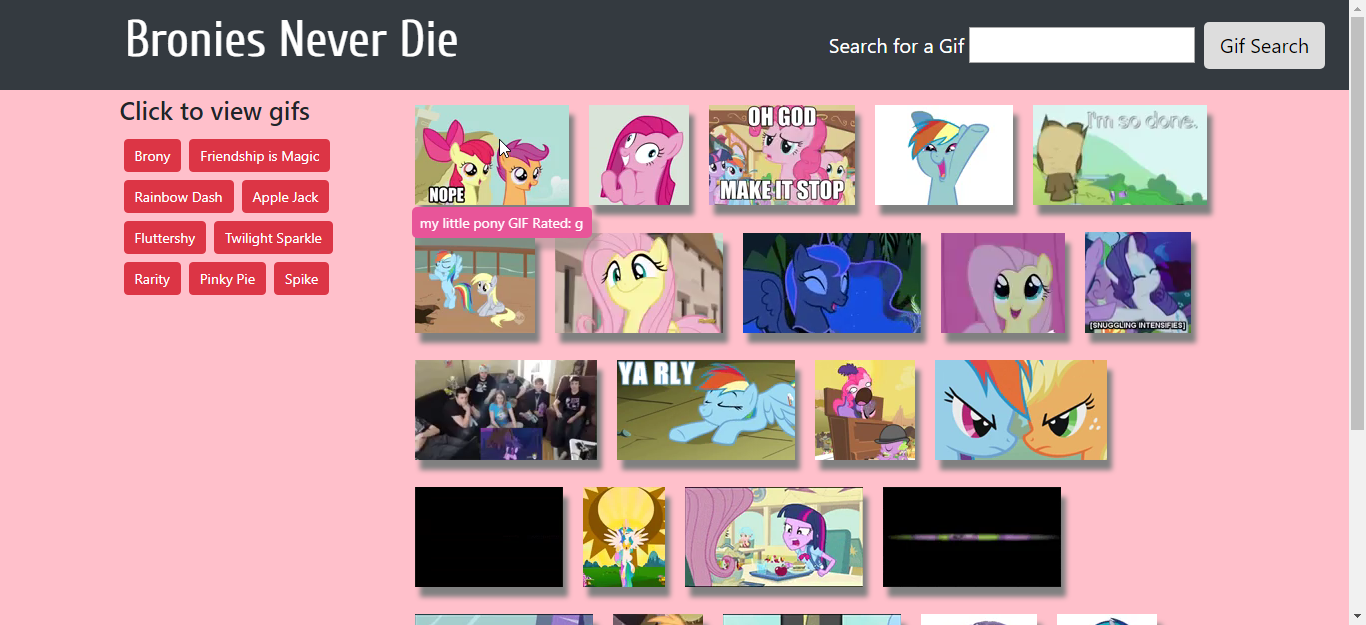 Bronies Never Die
Search for a Gif
Gif Search
Click to view gifs
Brony
Friendship is Magic
Rainbow Dash
Apple Jack
Fluttershy
Twilight Sparkle
Rarity
Pinky Pie
Spike
NOPE
OH GOD
MAKE IT STOP
I'm so done.
my little pony GIF Rated: g
[SNUGGLING INTENSIFIES]
YA RLY